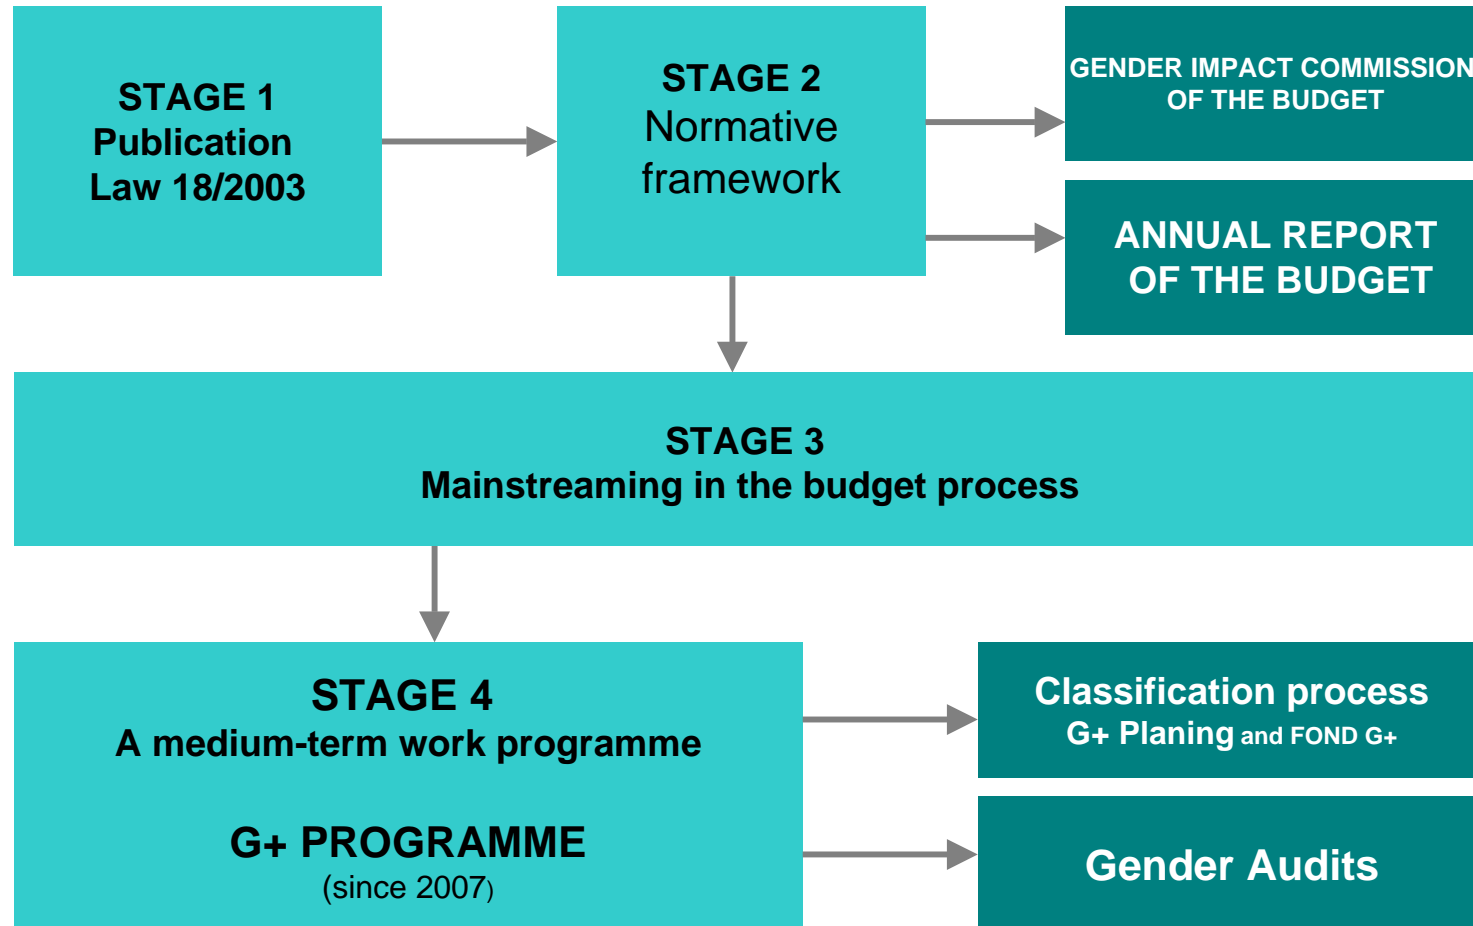 STAGE 1
Publication
Law 18/2003
STAGE 2
Normative
framework
GENDER IMPACT COMMISSION
OF THE BUDGET
ANNUAL REPORT
OF THE BUDGET
STAGE 3
Mainstreaming in the budget process
STAGE 4
A medium-term work programme
G+ PROGRAMME
(since 2007)
Classification process
G+ Planing and FOND G+
Gender Audits